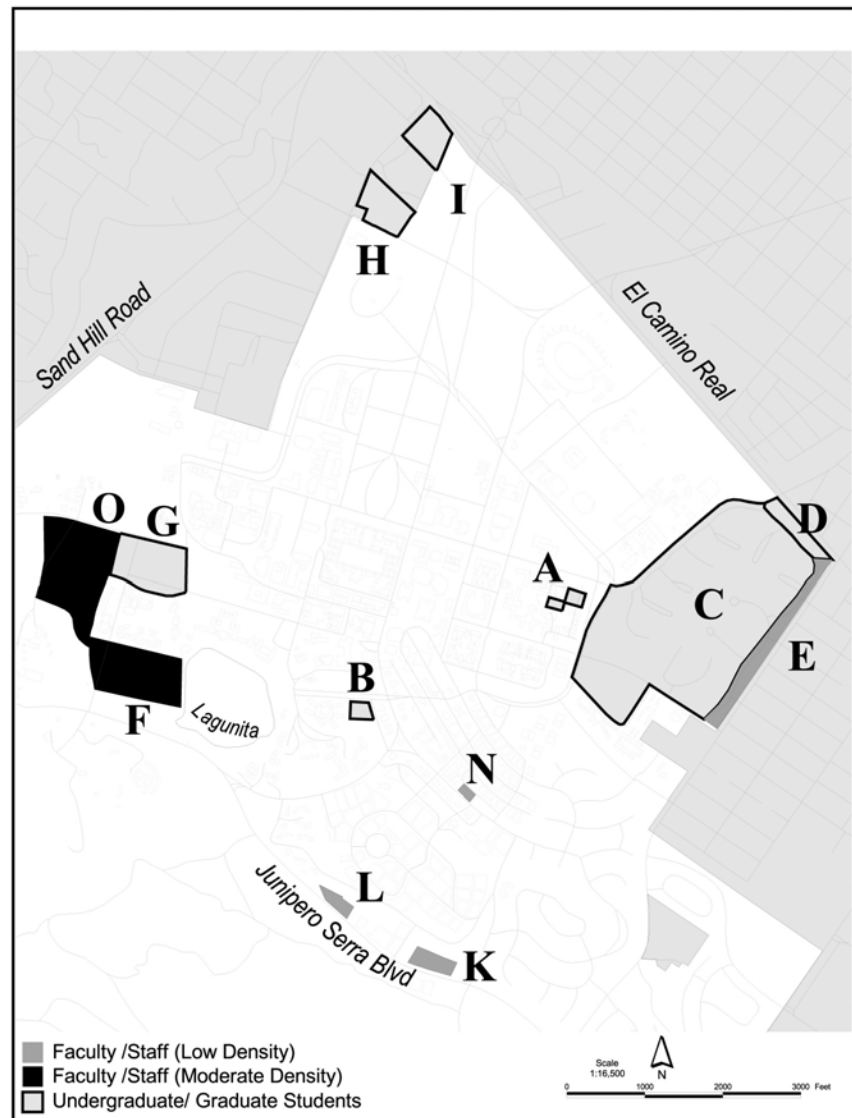 I
H
Sand Hill Road
El Camino Real
O
G
D
A
C
E
B
F
Lagunita
N
L
Junipero Serra Blvd
K
Faculty /Staff (Low Density)
Faculty /Staff (Moderate Density)
Undergraduate/ Graduate Students
Scale
1:16,500
N
0 1000 2000 3000 Feet